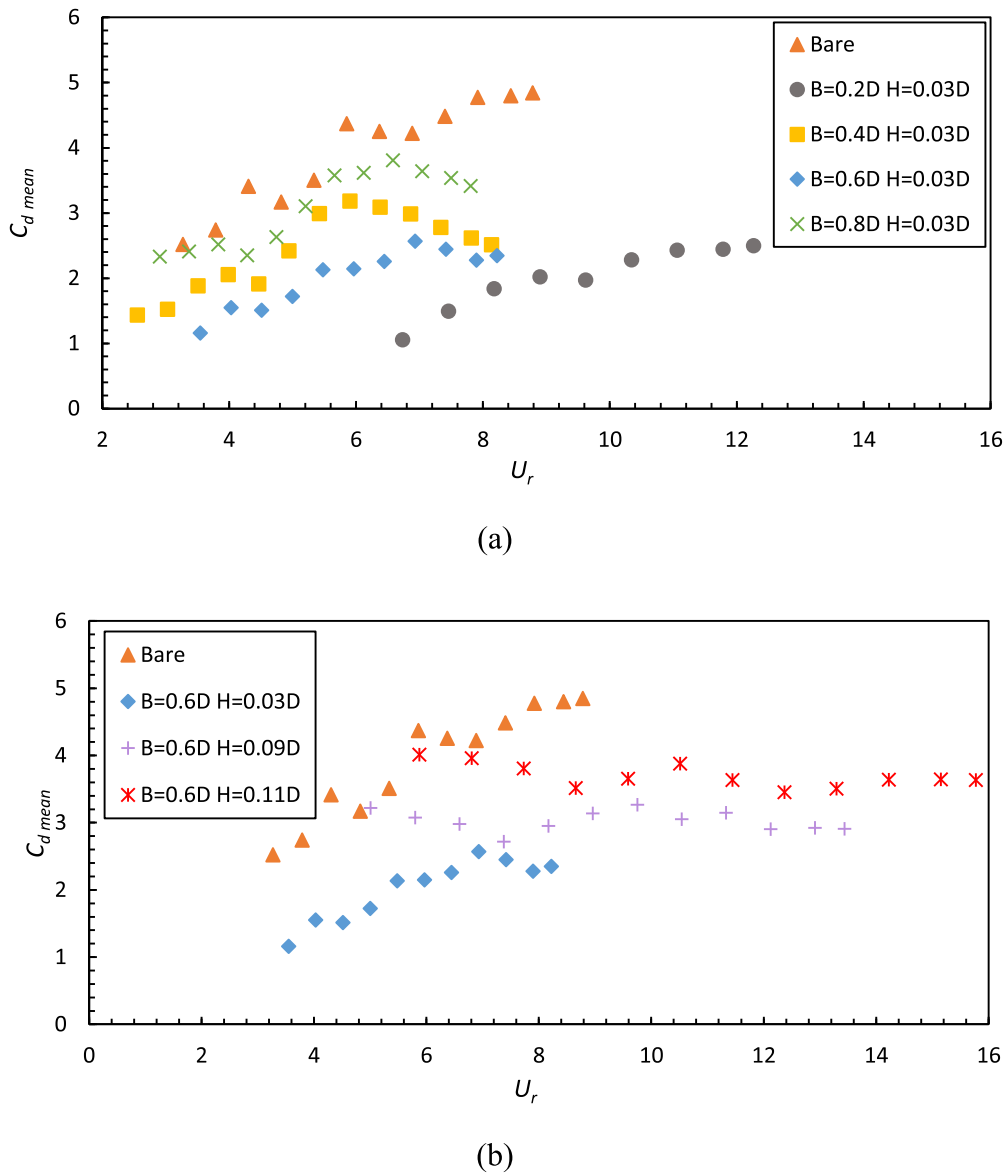 6
5
4
3
2
1
0
C_d mean
2
4
6
8
10
12
14
16
U_r
Bare
B=0.2D H=0.03D
B=0.4D H=0.03D
B=0.6D H=0.03D
B=0.8D H=0.03D
(a)
6
5
4
3
2
1
0
C_d mean
0
2
4
6
8
10
12
14
16
U_r
Bare
B=0.6D H=0.03D
B=0.6D H=0.09D
B=0.6D H=0.11D
(b)